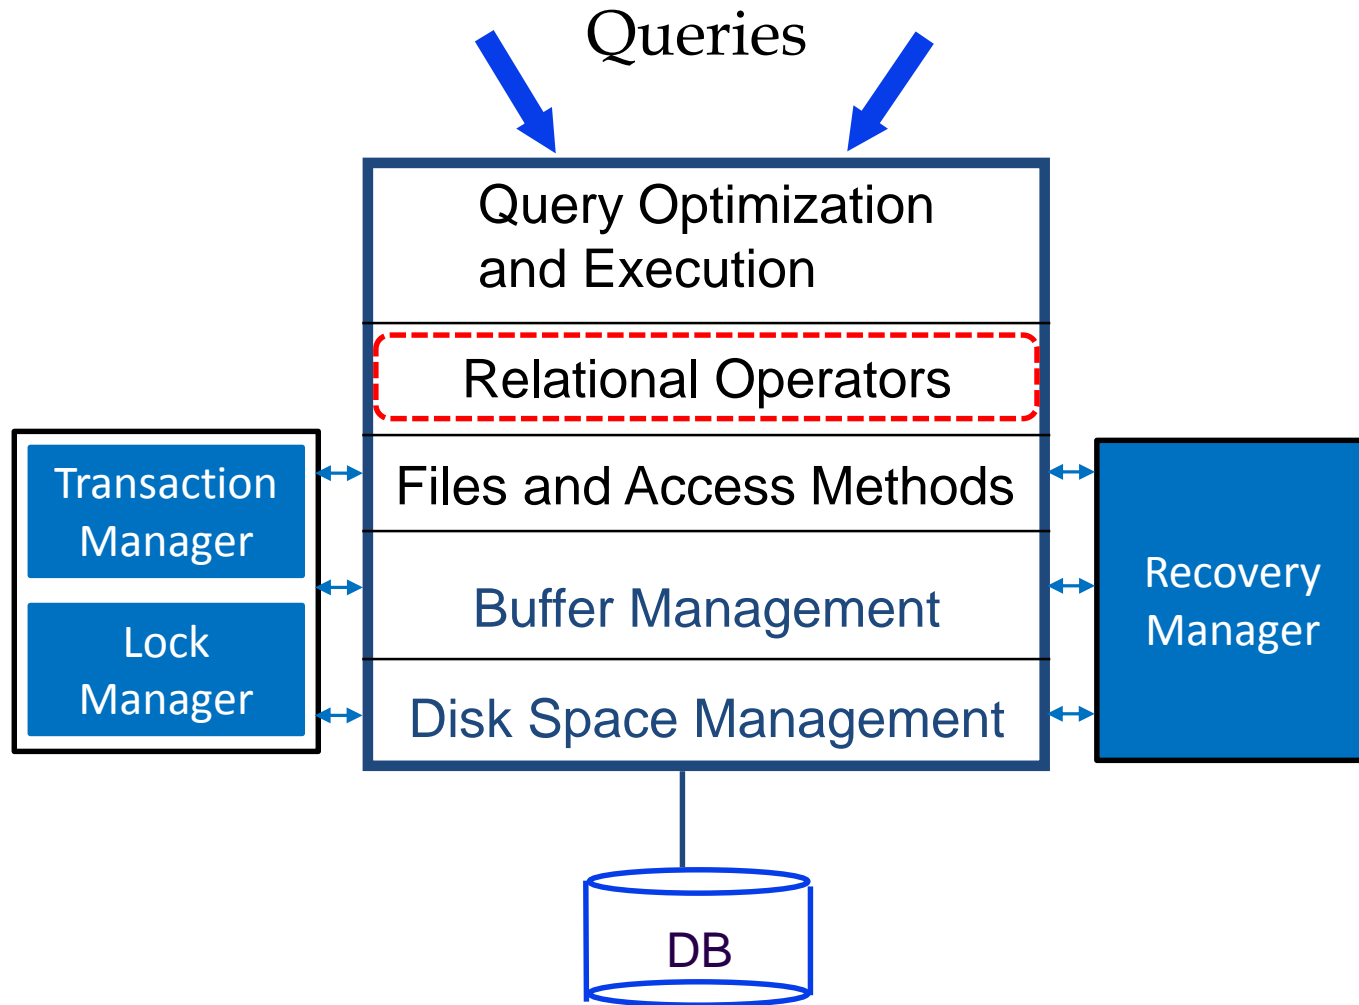 Queries
Query Optimization
and Execution
Relational Operators
Files and Access Methods
Buffer Management
Disk Space Management
Transaction
Manager
Lock
Manager
Recovery
Manager
DB